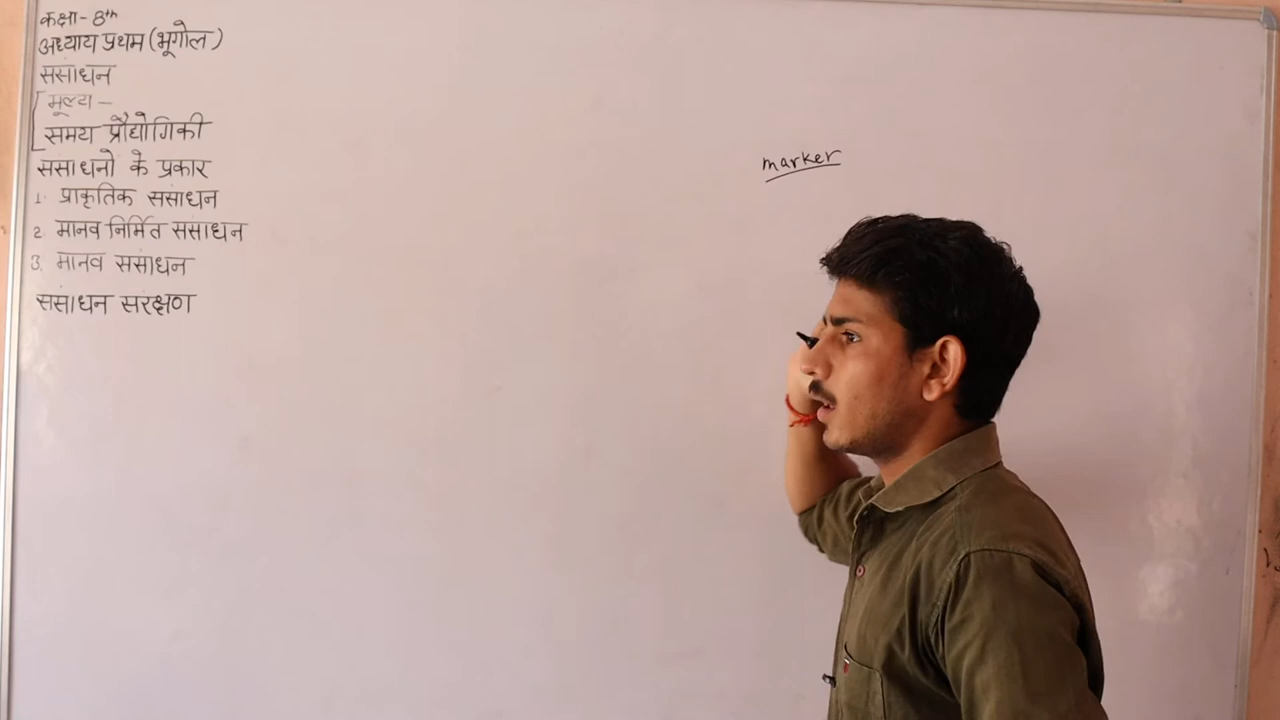 कक्षा- 8th
अध्याय प्रथम (भूगोल)
संसाधन
मूल्य -
समय प्रौद्योगिकी
संसाधनो के प्रकार
1. प्राकृतिक संसाधन
2. मानव निर्मित संसाधन
3. मानव संसाधन
संसाधन संरक्षण
marker